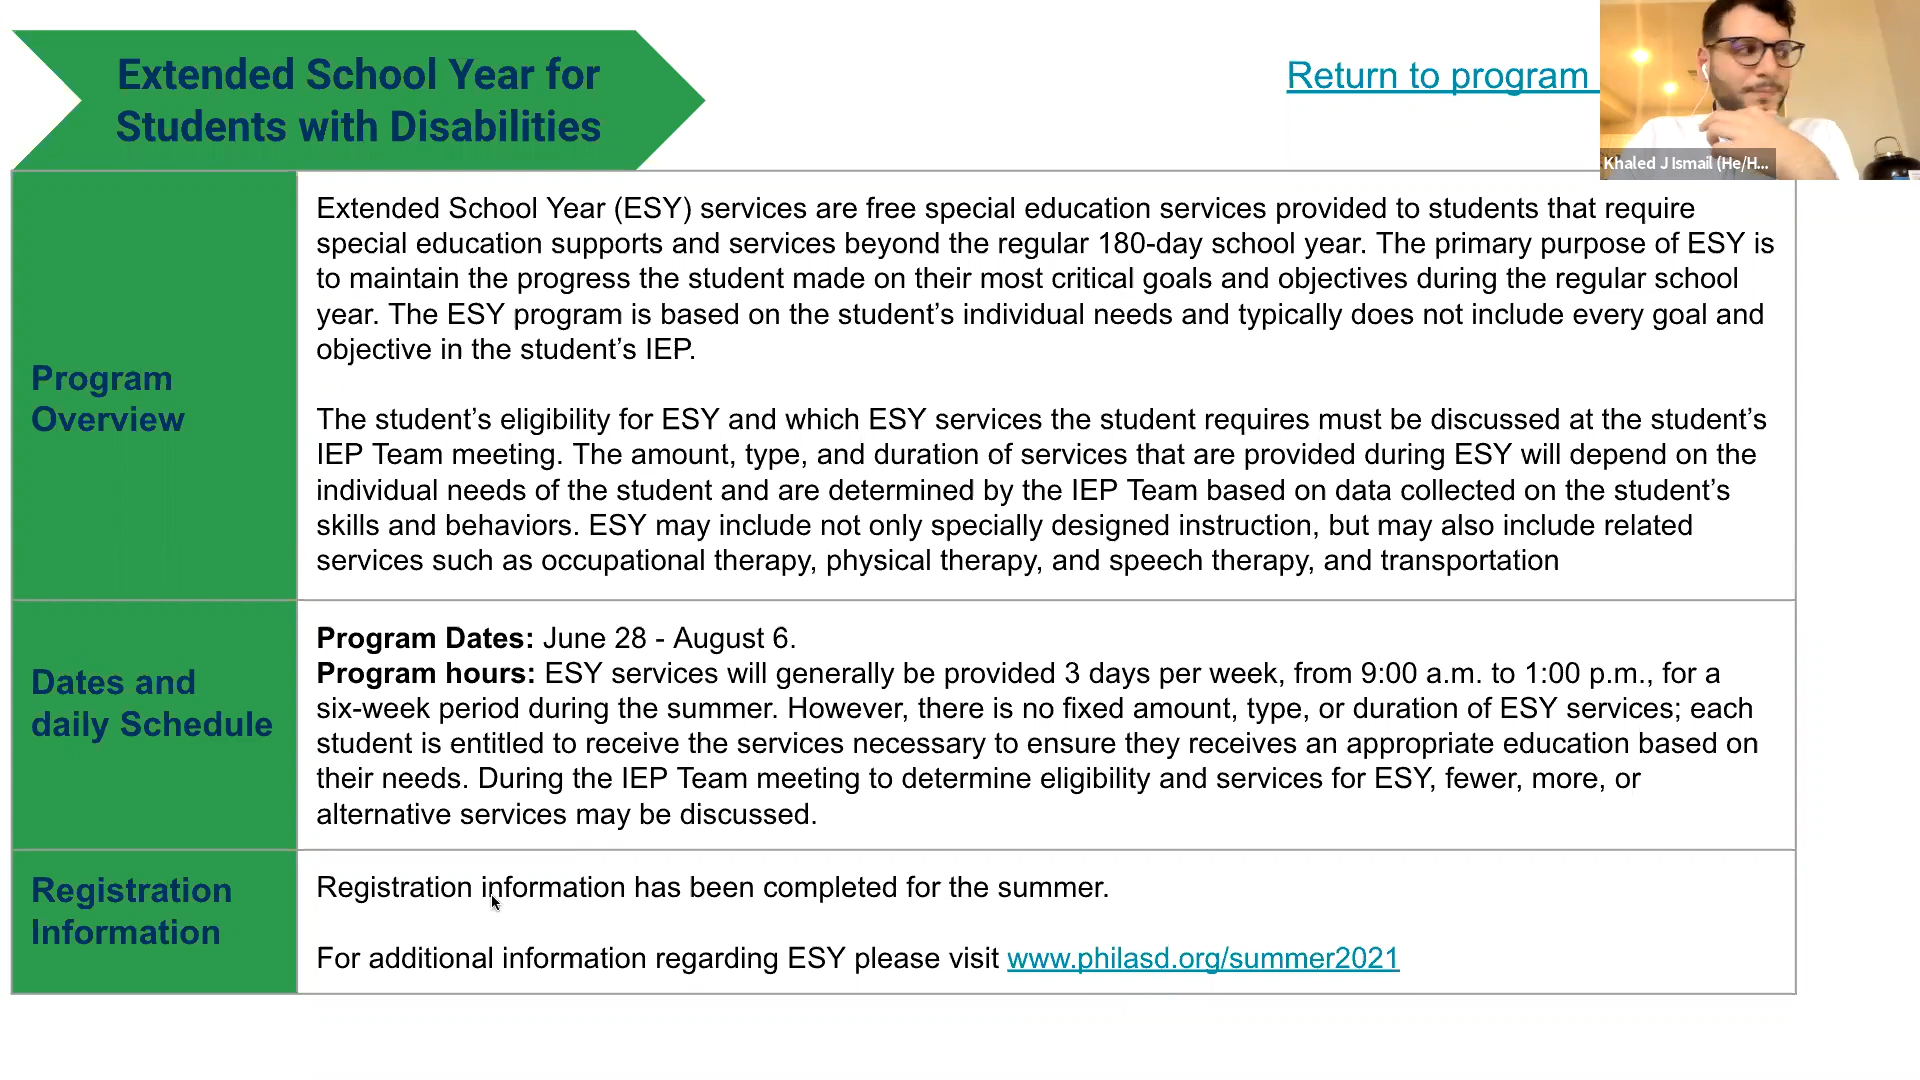 Extended School Year for
Students with Disabilities
Return to program
Khaled J Ismail (He/H...
Program
Overview
Extended School Year (ESY) services are free special education services provided to students that require
special education supports and services beyond the regular 180-day school year. The primary purpose of ESY is
to maintain the progress the student made on their most critical goals and objectives during the regular school
year. The ESY program is based on the student’s individual needs and typically does not include every goal and
objective in the student’s IEP.
The student’s eligibility for ESY and which ESY services the student requires must be discussed at the student’s
IEP Team meeting. The amount, type, and duration of services that are provided during ESY will depend on the
individual needs of the student and are determined by the IEP Team based on data collected on the student’s
skills and behaviors. ESY may include not only specially designed instruction, but may also include related
services such as occupational therapy, physical therapy, and speech therapy, and transportation
Dates and
daily Schedule
Program Dates: June 28 - August 6.
Program hours: ESY services will generally be provided 3 days per week, from 9:00 a.m. to 1:00 p.m., for a
six-week period during the summer. However, there is no fixed amount, type, or duration of ESY services; each
student is entitled to receive the services necessary to ensure they receives an appropriate education based on
their needs. During the IEP Team meeting to determine eligibility and services for ESY, fewer, more, or
alternative services may be discussed.
Registration
Information
Registration information has been completed for the summer.
For additional information regarding ESY please visit www.philasd.org/summer2021